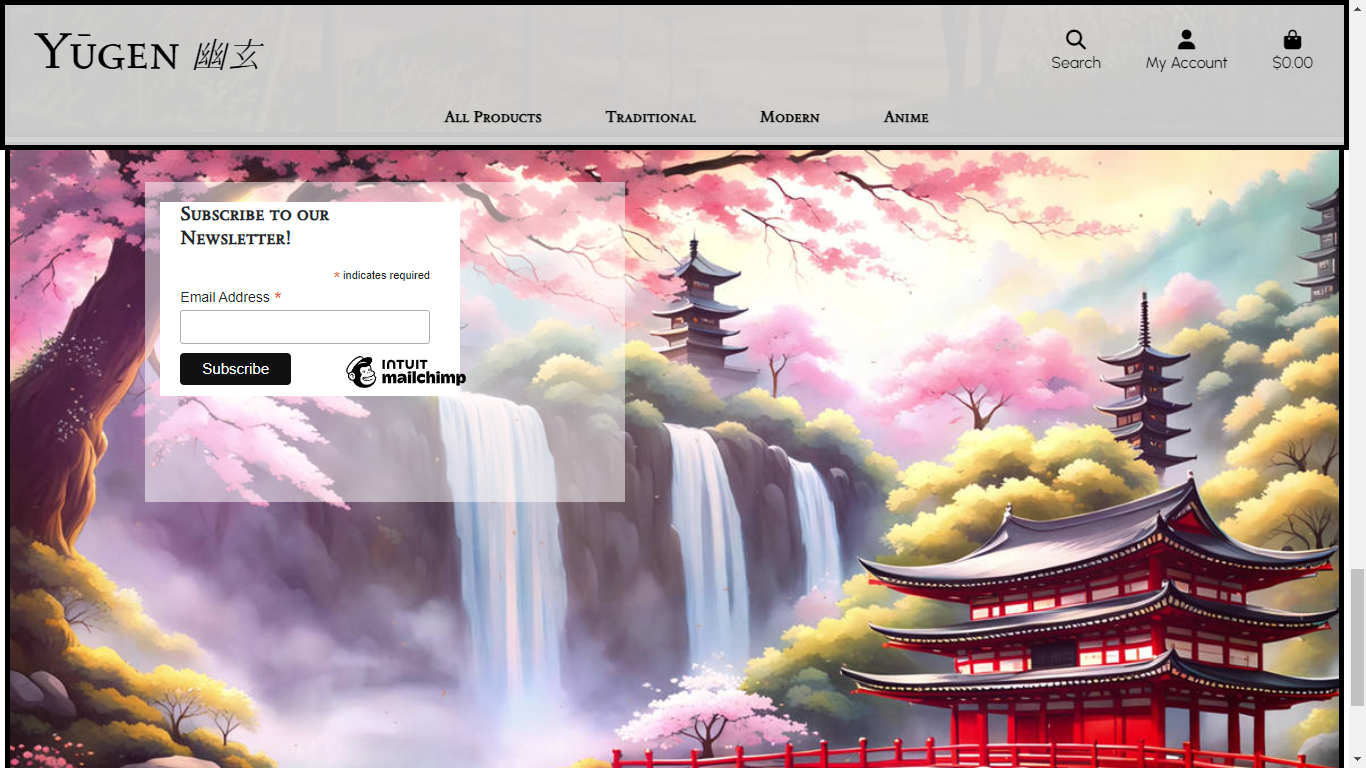 Yūgen 幽玄
Search
My Account
$0.00
All Products
Traditional
Modern
Anime
Subscribe to our
Newsletter!
* indicates required
Email Address *
Subscribe
INTUIT
mailchimp